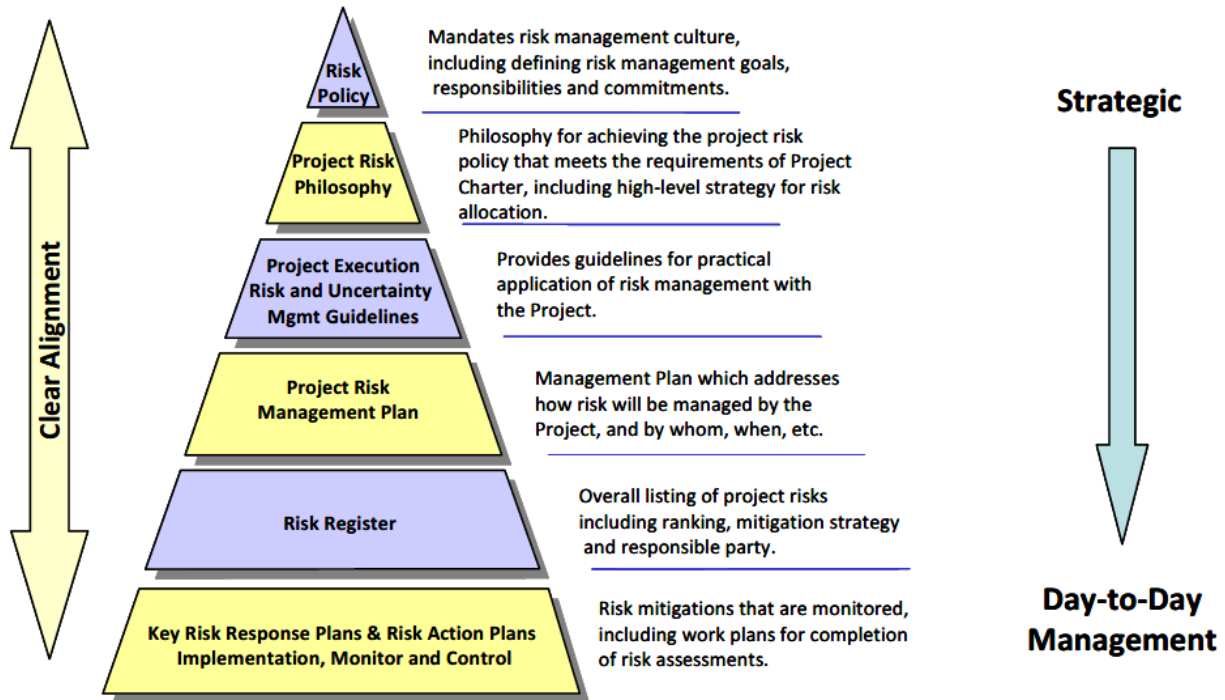 Clear Alignment
Risk
Policy
Mandates risk management culture,
including defining risk management goals,
responsibilities and commitments.
Project Risk
Philosophy
Philosophy for achieving the project risk
policy that meets the requirements of Project
Charter, including high-level strategy for risk
allocation.
Project Execution
Risk and Uncertainty
Mgmt Guidelines
Provides guidelines for practical
application of risk management with
the Project.
Project Risk
Management Plan
Management Plan which addresses
how risk will be managed by the
Project, and by whom, when, etc.
Risk Register
Overall listing of project risks
including ranking, mitigation strategy
and responsible party.
Key Risk Response Plans & Risk Action Plans
Implementation, Monitor and Control
Risk mitigations that are monitored,
including work plans for completion
of risk assessments.
Strategic
Day-to-Day
Management